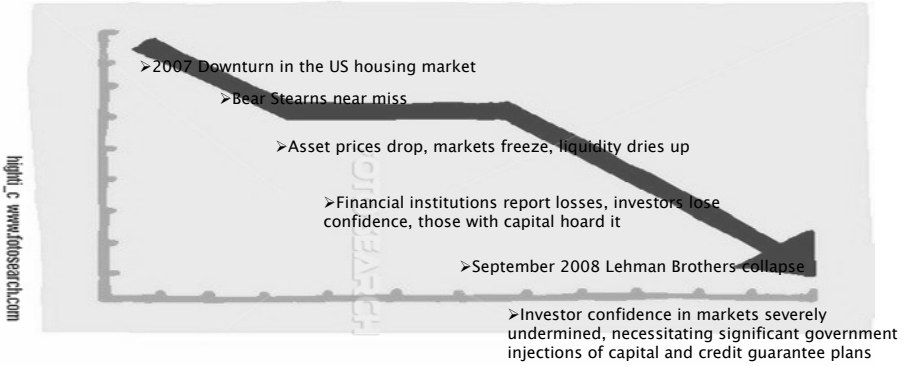 ➢2007 Downturn in the US housing market
➢Bear Stearns near miss
➢Asset prices drop, markets freeze, liquidity dries up
➢Financial institutions report losses, investors lose
confidence, those with capital hoard it
➢September 2008 Lehman Brothers collapse
➢Investor confidence in markets severely
undermined, necessitating significant government
injections of capital and credit guarantee plans
highti_c www.fotosearch.com